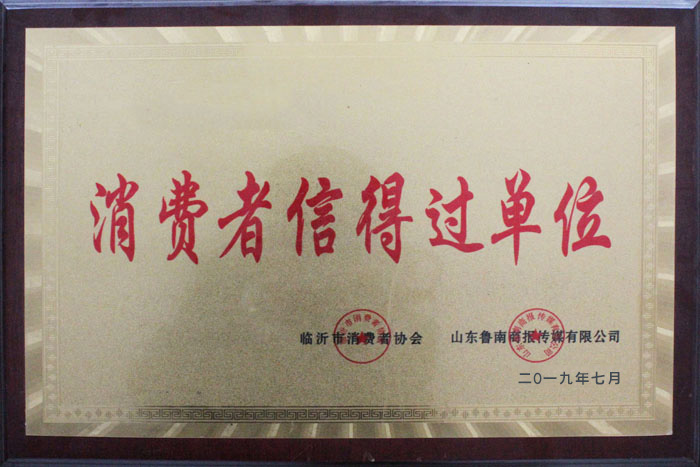 消费者信得过单位
临沂市消费者协会 山东鲁南商报传媒有限公司
二〇一九年七月